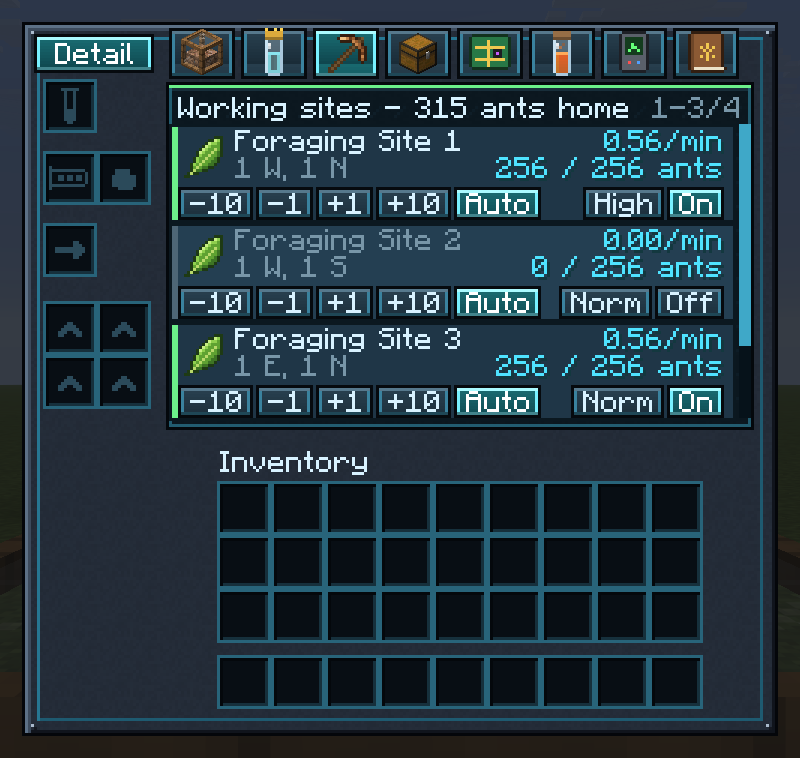 Detail
Working sites - 315 ants home 1-3/4
Foraging Site 1 0.56/min
1 W, 1 N 256 / 256 ants
-10 -1 +1 +10 Auto High On
Foraging Site 2 0.00/min
1 W, 1 S 0 / 256 ants
-10 -1 +1 +10 Auto Norm Off
Foraging Site 3 0.56/min
1 E, 1 N 256 / 256 ants
-10 -1 +1 +10 Auto Norm On
Inventory